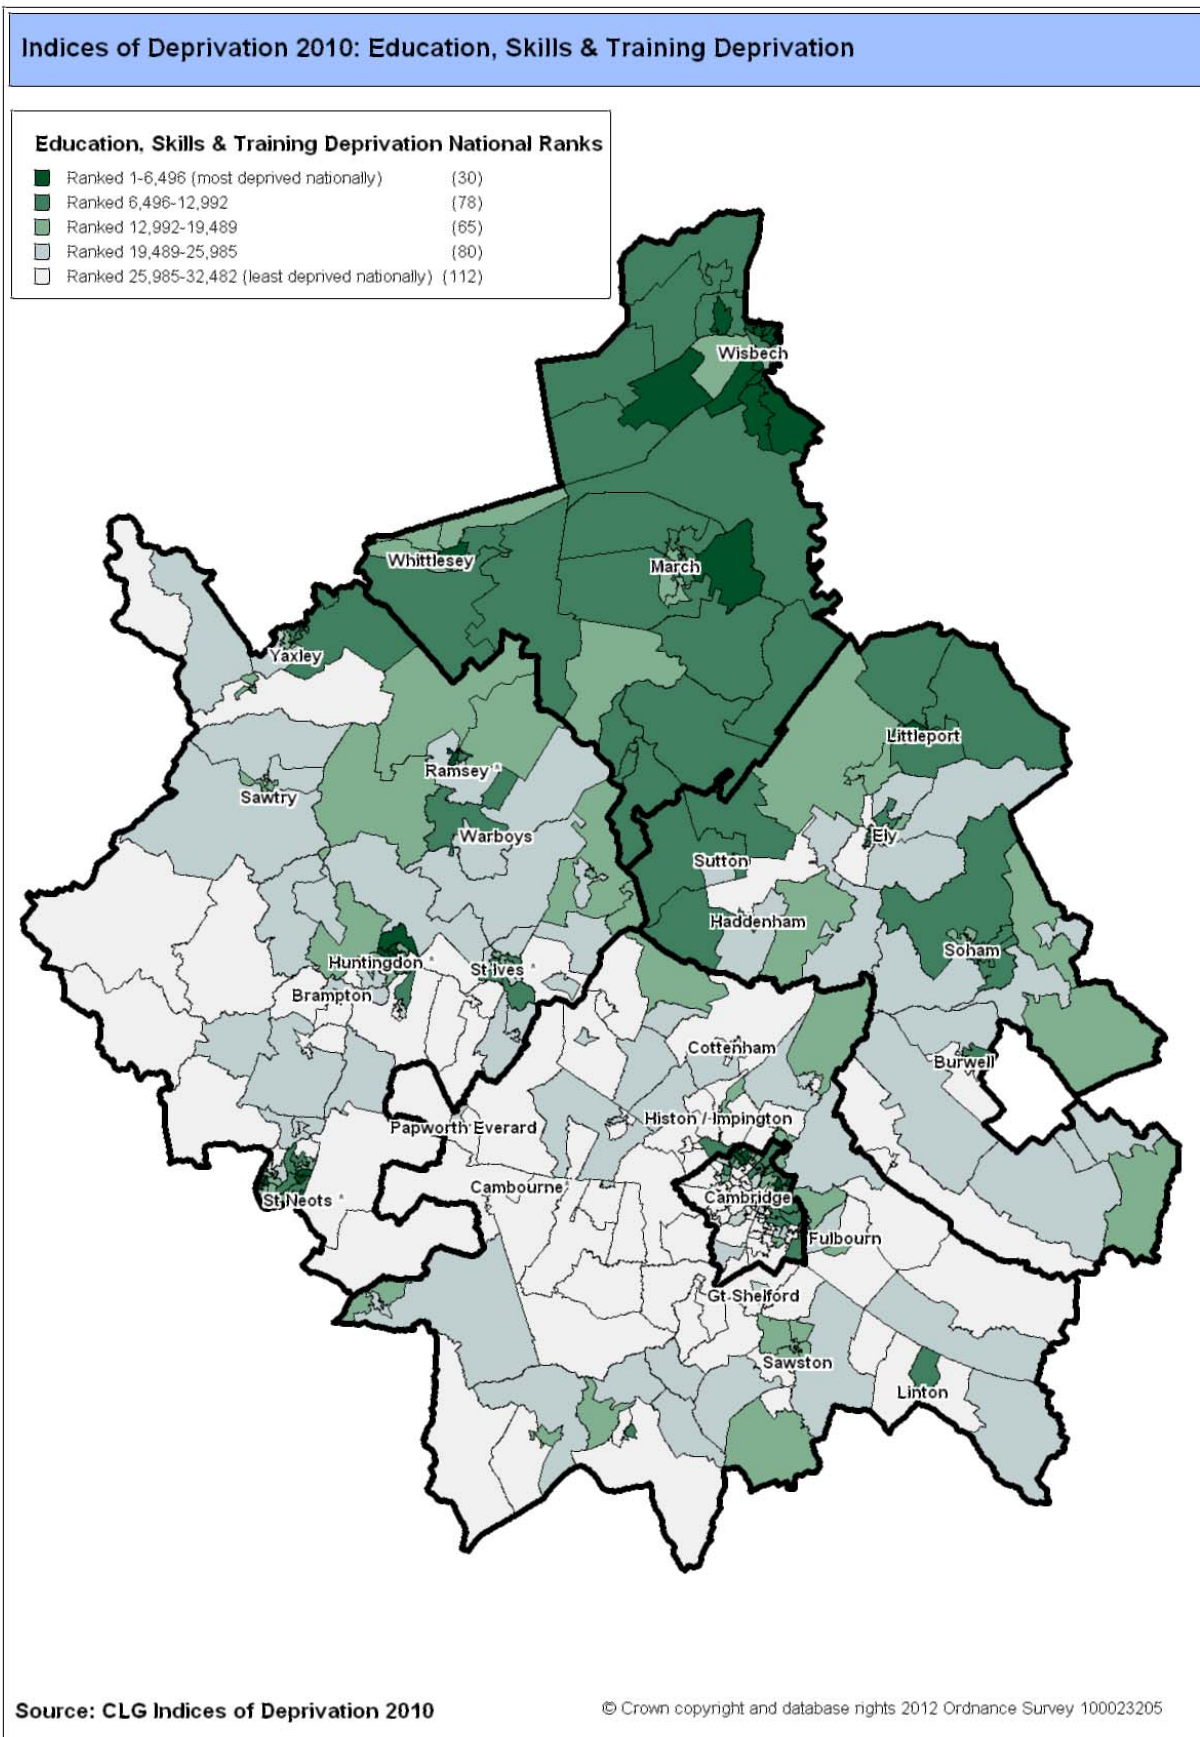 Indices of Deprivation 2010: Education, Skills & Training Deprivation
Education, Skills & Training Deprivation National Ranks
Ranked 1-6,496 (most deprived nationally) (30)
Ranked 6,496-12,992 (78)
Ranked 12,992-19,489 (65)
Ranked 19,489-25,985 (80)
Ranked 25,985-32,482 (least deprived nationally) (112)
Wisbech
Whittlesey
March
Yaxley
Littleport
Ramsey *
Sawtry
Warboys
Ely
Sutton
Haddenham
Soham
Huntingdon *
St Ives *
Brampton
Cottenham
Burwell
Histon / Impington
Papworth Everard
Cambourne*
Cambridge
St Neots *
Fulbourn
Gt Shelford
Sawston
Linton
Source: CLG Indices of Deprivation 2010
© Crown copyright and database rights 2012 Ordnance Survey 100023205